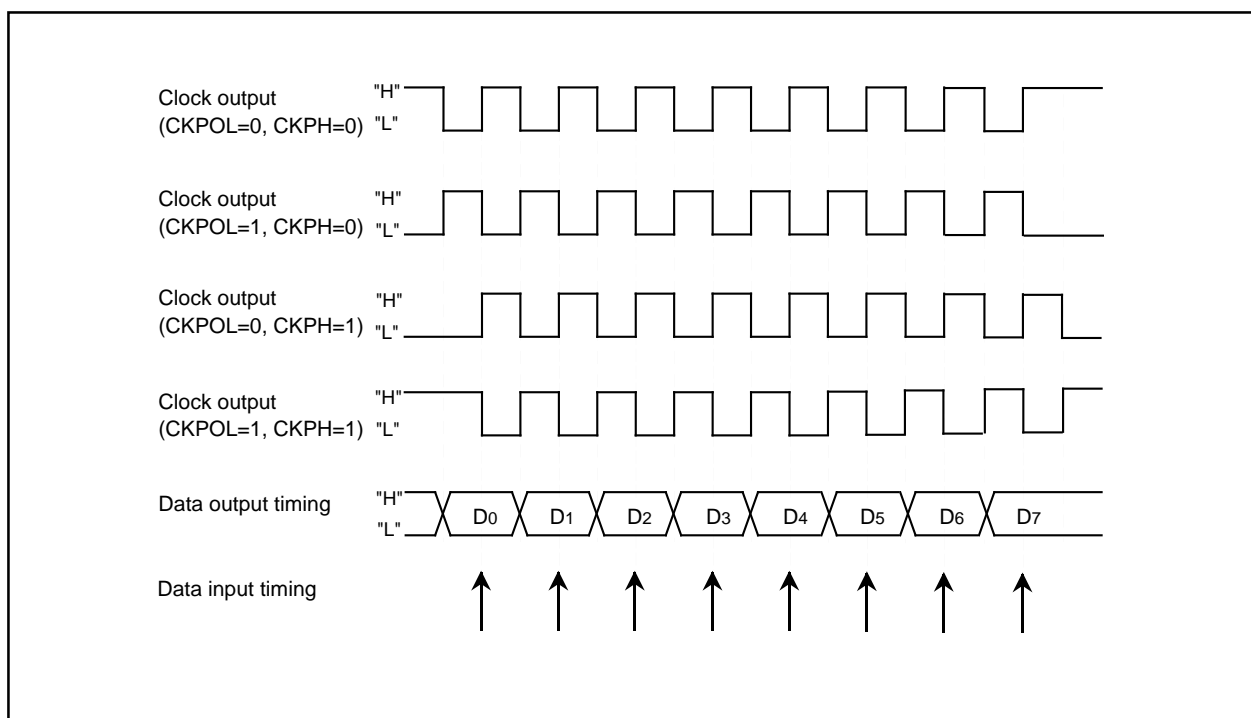 Clock output
(CKPOL=0, CKPH=0)
"H"
"L"
Clock output
(CKPOL=1, CKPH=0)
"H"
"L"
Clock output
(CKPOL=0, CKPH=1)
"H"
"L"
Clock output
(CKPOL=1, CKPH=1)
"H"
"L"
Data output timing
"H"
"L"
D0 D1 D2 D3 D4 D5 D6 D7
Data input timing